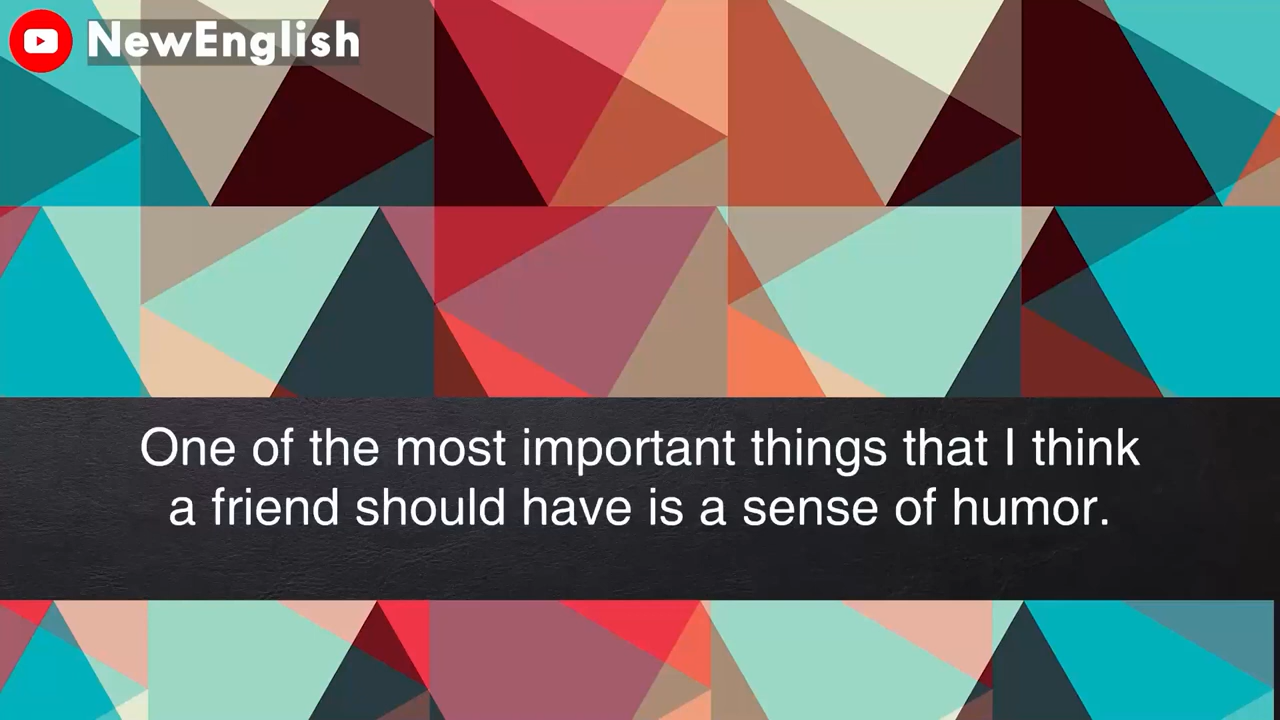 NewEnglish
One of the most important things that I think
a friend should have is a sense of humor.